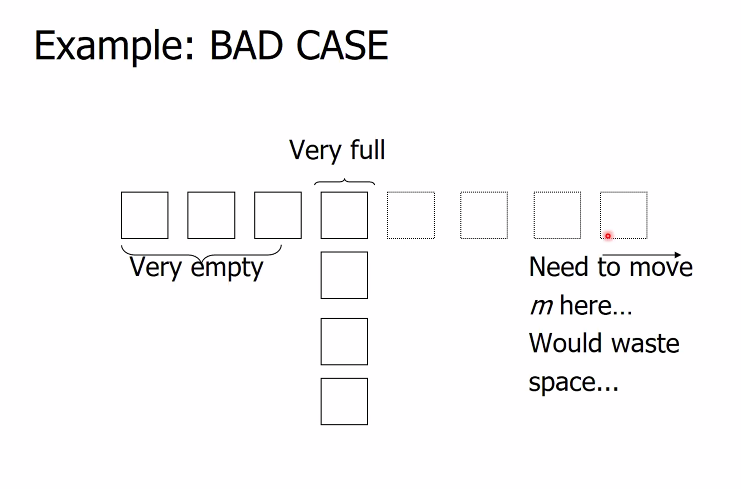 Example: BAD CASE
Very full
Very empty
Need to move
m here...
Would waste
space...